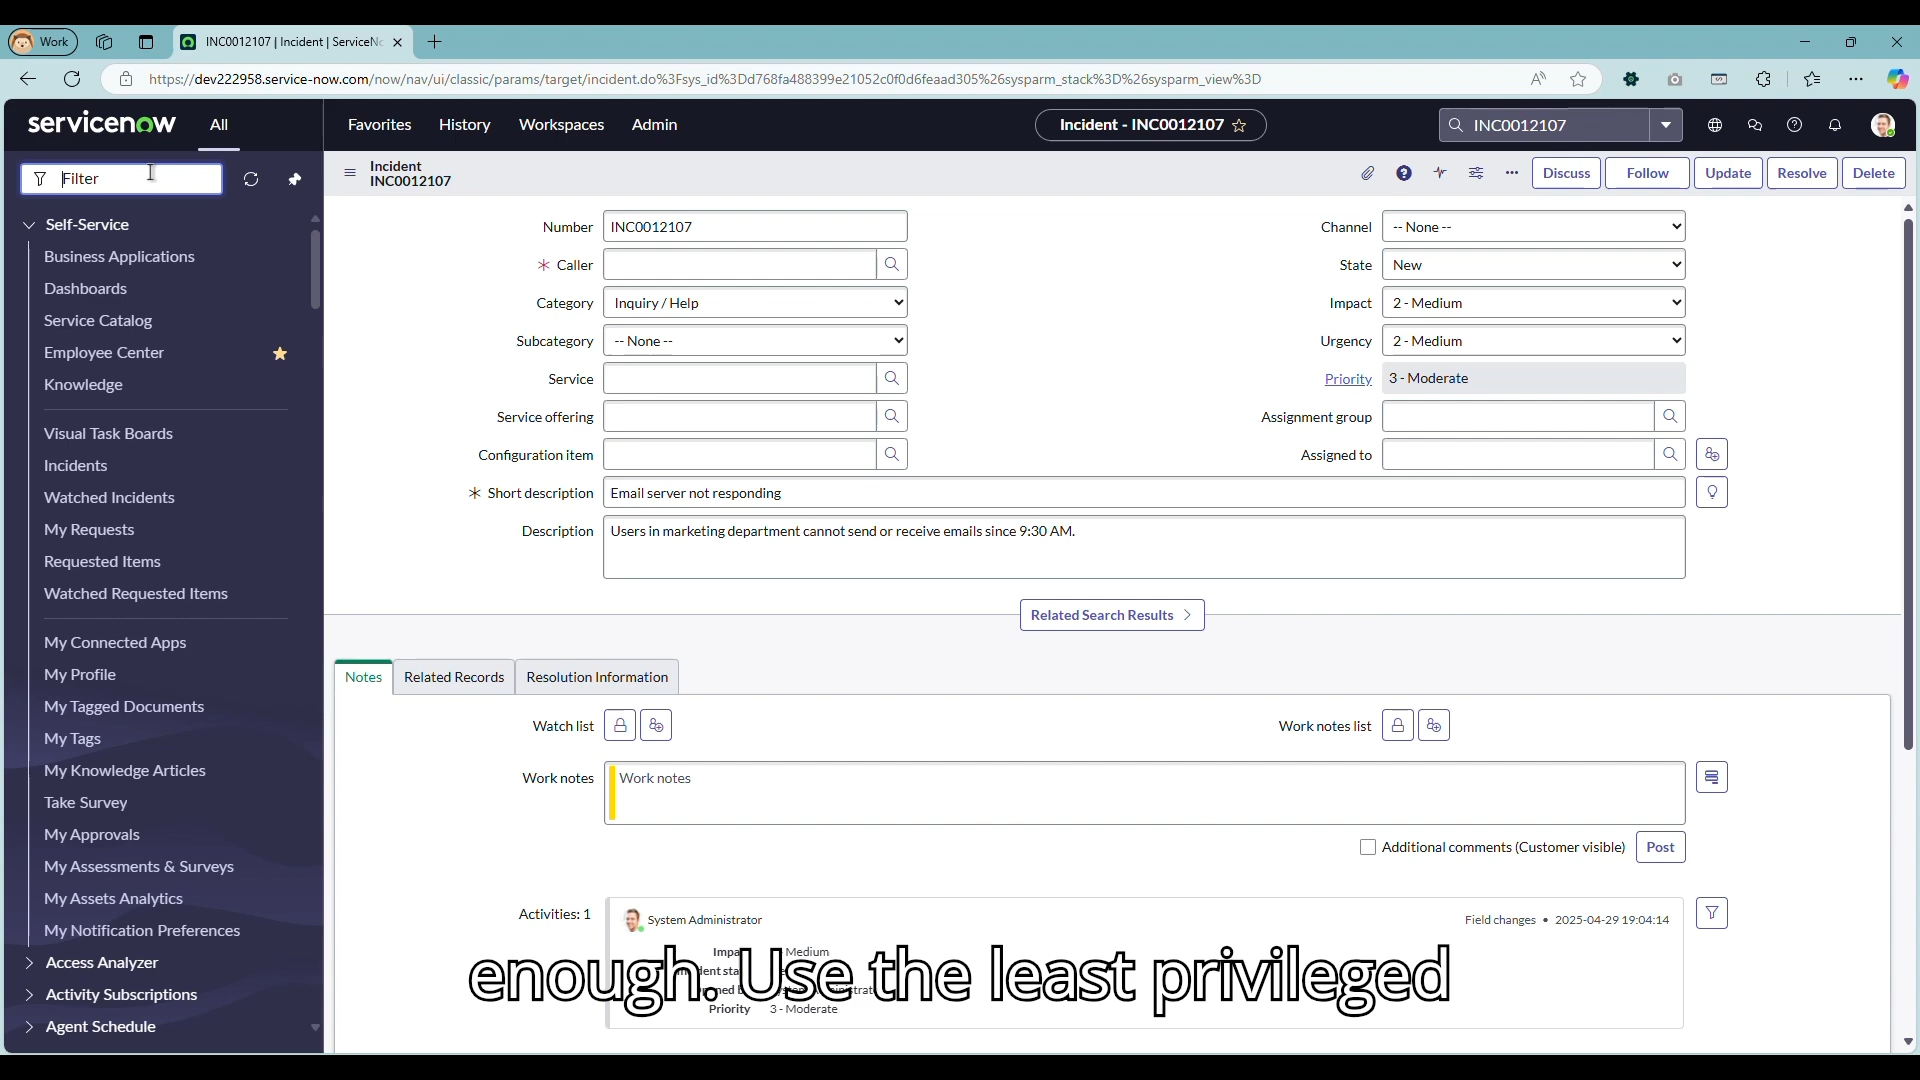 Work
INC0012107 | Incident | ServiceNo
https://dev222958.service-now.com/now/nav/ui/classic/params/target/incident.do%3Fsys_id%3Dd768fa488399e21052c0f0d6feaad305%26sysparm_stack%3D%26sysparm_view%3D
servicenow
All
Favorites
History
Workspaces
Admin
Incident - INC0012107
INC0012107
Filter
Self-Service
Business Applications
Dashboards
Service Catalog
Employee Center
Knowledge
Visual Task Boards
Incidents
Watched Incidents
My Requests
Requested Items
Watched Requested Items
My Connected Apps
My Profile
My Tagged Documents
My Tags
My Knowledge Articles
Take Survey
My Approvals
My Assessments & Surveys
My Assets Analytics
My Notification Preferences
Access Analyzer
Activity Subscriptions
Agent Schedule
Incident
INC0012107
Discuss
Follow
Update
Resolve
Delete
Number INC0012107
Caller
Category Inquiry / Help
Subcategory -- None --
Service
Service offering
Configuration item
Channel -- None --
State New
Impact 2 - Medium
Urgency 2 - Medium
Priority 3 - Moderate
Assignment group
Assigned to
Short description Email server not responding
Description Users in marketing department cannot send or receive emails since 9:30 AM.
Related Search Results
Notes
Related Records
Resolution Information
Watch list
Work notes list
Work notes Work notes
Additional comments (Customer visible)
Post
Activities: 1
System Administrator
Field changes • 2025-04-29 19:04:14
Medium
Priority 3 - Moderate
enough. Use the least privileged